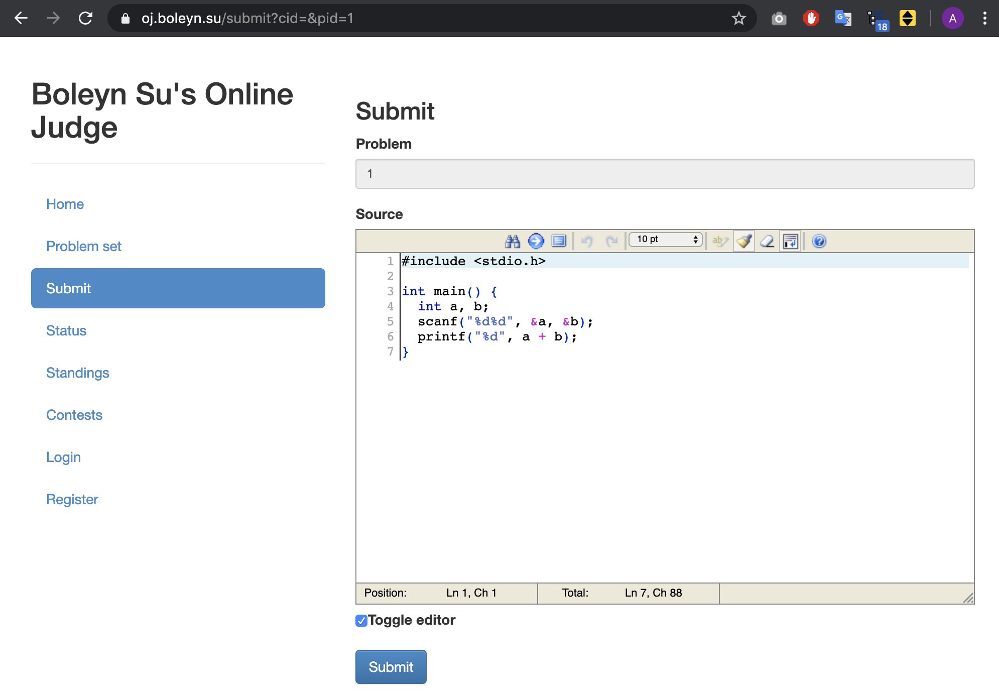 oj.boleyn.su/submit?cid=&pid=1
18
A
Boleyn Su's Online
Judge
Home
Problem set
Submit
Status
Standings
Contests
Login
Register
Submit
Problem
1
Source
10 pt
1 #include <stdio.h>
2
3 int main() {
4   int a, b;
5   scanf("%d%d", &a, &b);
6   printf("%d", a + b);
7 }
Position: Ln 1, Ch 1 Total: Ln 7, Ch 88
Toggle editor
Submit